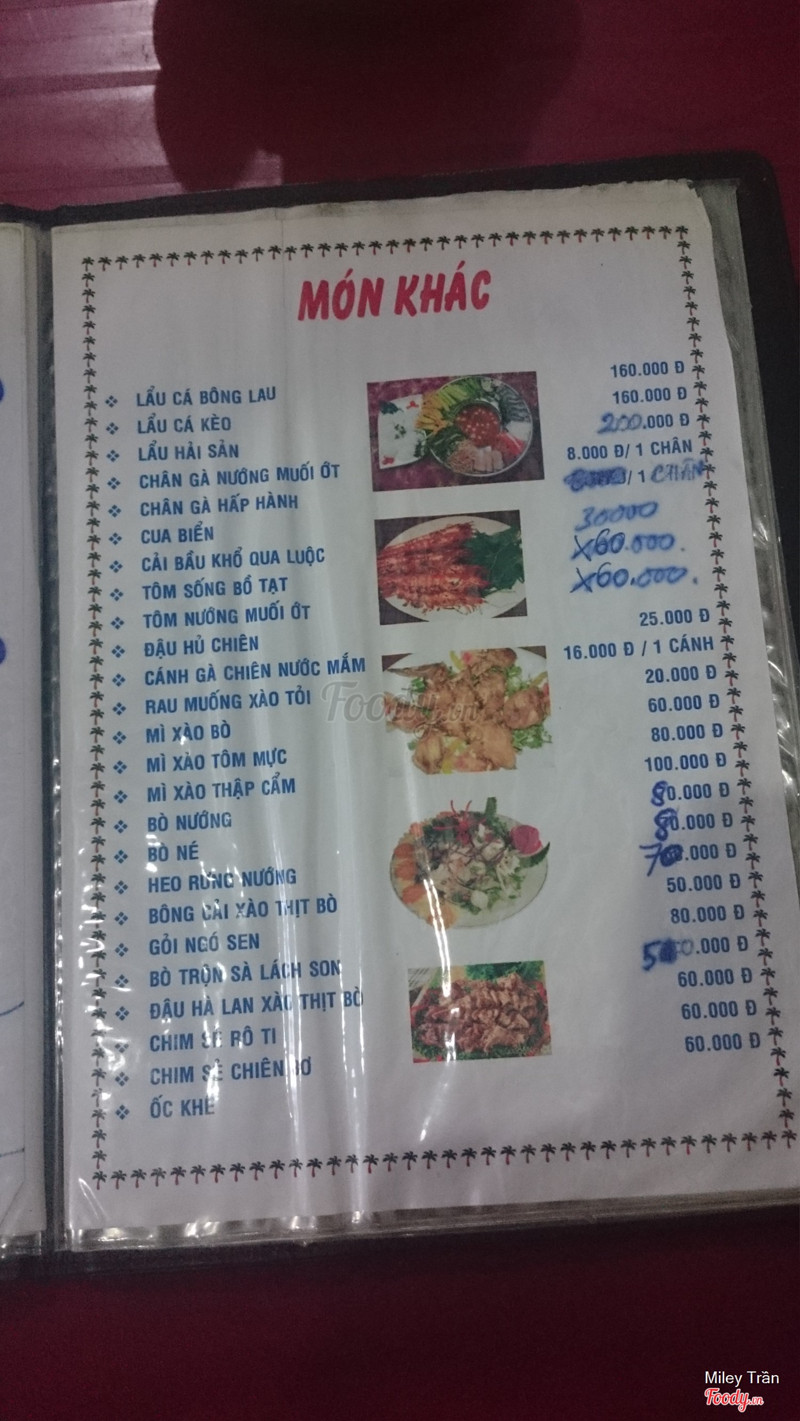 MÓN KHÁC
LẨU CÁ BÔNG LAU 160.000 Đ
LẨU CÁ KÈO 160.000 Đ
LẨU HẢI SẢN 200.000 Đ
CHÂN GÀ NƯỚNG MUỐI ỚT 8.000 Đ/ 1 CHÂN
CHÂN GÀ HẤP HÀNH / 1 CHÂN
CUA BIỂN
CẢI BẦU KHỔ QUA LUỘC 30000
TÔM SỐNG BỒ TẠT x60.000.
TÔM NƯỚNG MUỐI ỚT x60.000.
ĐẬU HỦ CHIÊN 25.000 Đ
CÁNH GÀ CHIÊN NƯỚC MẮM 16.000 Đ / 1 CÁNH
RAU MUỐNG XÀO TỎI 20.000 Đ
MÌ XÀO BÒ 60.000 Đ
MÌ XÀO TÔM MỰC 80.000 Đ
MÌ XÀO THẬP CẨM 100.000 Đ
BÒ NƯỚNG 80.000 Đ
BÒ NÉ 80.000 Đ
HEO RỪNG NƯỚNG 70.000 Đ
BÔNG CẢI XÀO THỊT BÒ 50.000 Đ
GỎI NGÓ SEN 80.000 Đ
BÒ TRỘN SÀ LÁCH SON 50.000 Đ
ĐẬU HÀ LAN XÀO THỊT BÒ 60.000 Đ
CHIM SẺ RÔ TI 60.000 Đ
CHIM SẺ CHIÊN BƠ 60.000 Đ
ỐC KHẾ
Foody.vn
Miley Trần
Foody.vn